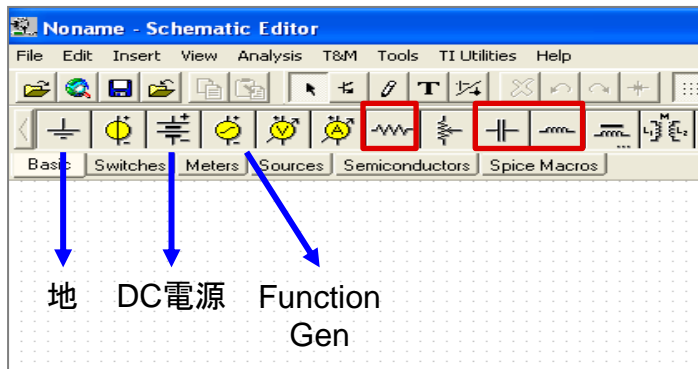 Noname - Schematic Editor
File Edit Insert View Analysis T&M Tools TI Utilities Help
T
Basic Switches Meters Sources Semiconductors Spice Macros
地 DC電源 Function
Gen